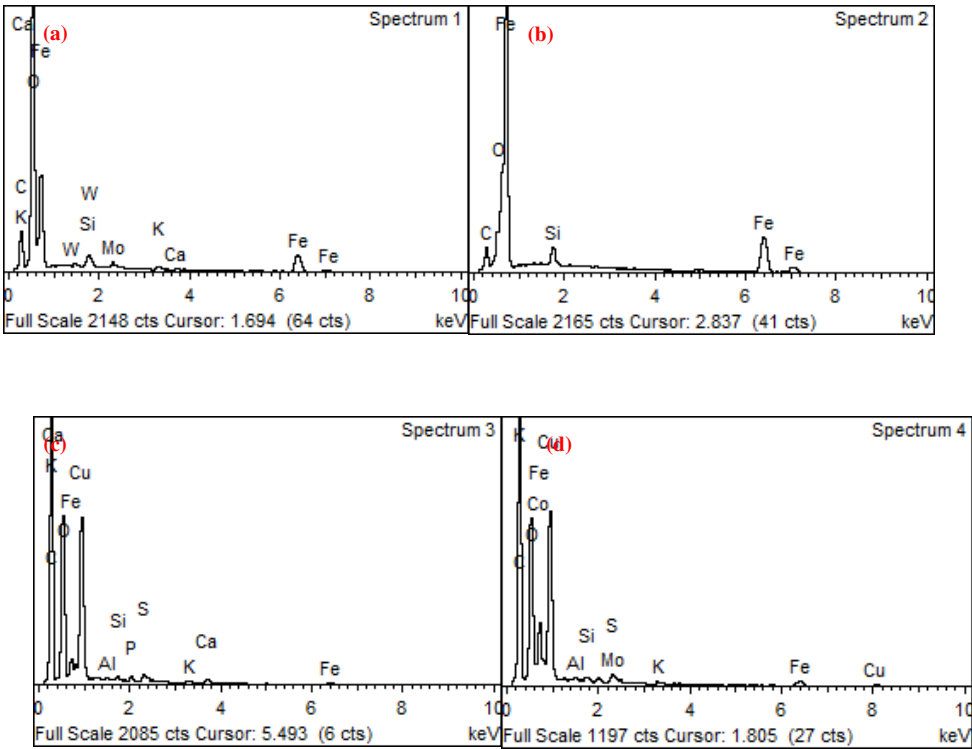 Spectrum 1
(a)
Ca
Fe
O
C
K
W
Si
W
Mo
K
Ca
Fe
Fe
0 2 4 6 8 10
Full Scale 2148 cts Cursor: 1.694 (64 cts) keV
Spectrum 2
(b)
Fe
O
C
Si
Fe
Fe
0 2 4 6 8 10
Full Scale 2165 cts Cursor: 2.837 (41 cts) keV
Spectrum 3
(c)
Ca
K
Cu
Fe
O
C
Si
S
P
Al
K
Ca
Fe
0 2 4 6 8 10
Full Scale 2085 cts Cursor: 5.493 (6 cts) keV
Spectrum 4
(d)
K
Cu
Fe
Co
O
C
Si
S
Al
Mo
K
Fe
Cu
0 2 4 6 8 10
Full Scale 1197 cts Cursor: 1.805 (27 cts) keV